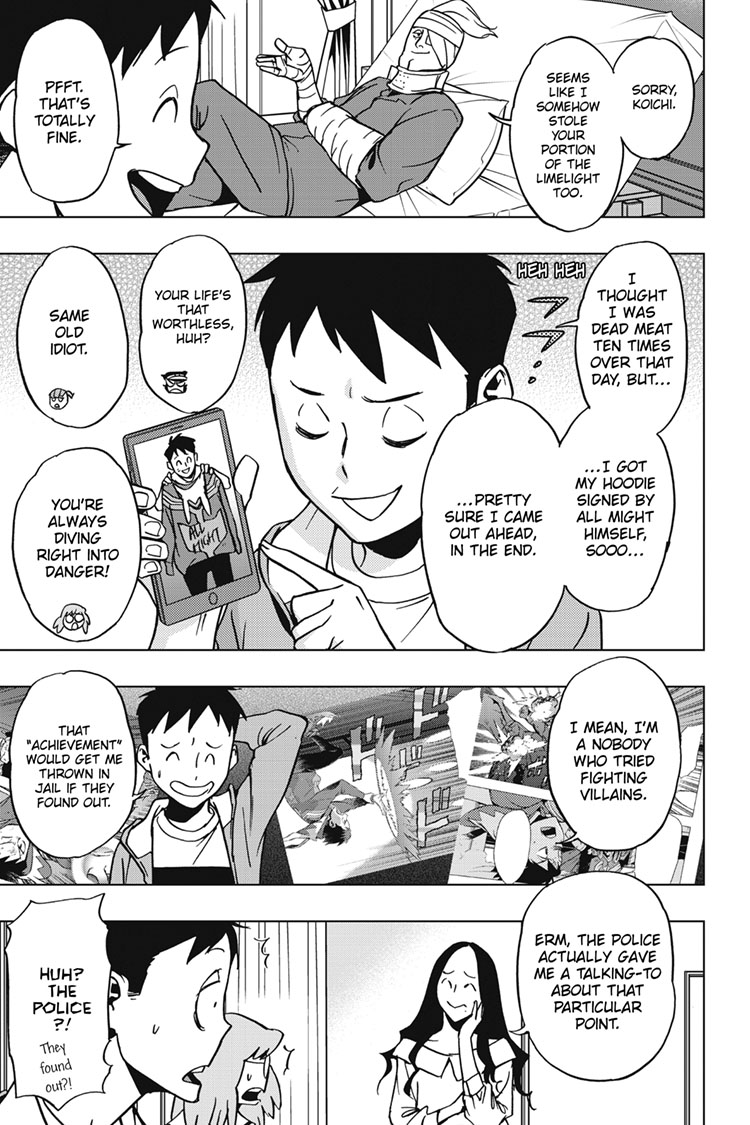 SORRY,
KOICHI.
SEEMS
LIKE I
SOMEHOW
STOLE
YOUR
PORTION
OF THE
LIMELIGHT
TOO.
PFFT.
THAT'S
TOTALLY
FINE.
HEH HEH
I
THOUGHT
I WAS
DEAD MEAT
TEN TIMES
OVER THAT
DAY, BUT...
...I GOT
MY HOODIE
SIGNED BY
ALL MIGHT
HIMSELF,
SOOO...
...PRETTY
SURE I CAME
OUT AHEAD,
IN THE END.
YOUR LIFE'S
THAT
WORTHLESS,
HUH?
SAME
OLD
IDIOT.
ALL
MIGHT
YOU'RE
ALWAYS
DIVING
RIGHT INTO
DANGER!
I MEAN, I'M
A NOBODY
WHO TRIED
FIGHTING
VILLAINS.
THAT
"ACHIEVEMENT"
WOULD GET ME
THROWN IN
JAIL IF THEY
FOUND OUT.
ERM, THE POLICE
ACTUALLY GAVE
ME A TALKING-TO
ABOUT THAT
PARTICULAR
POINT.
HUH?
THE
POLICE
?!
They
found
out?!